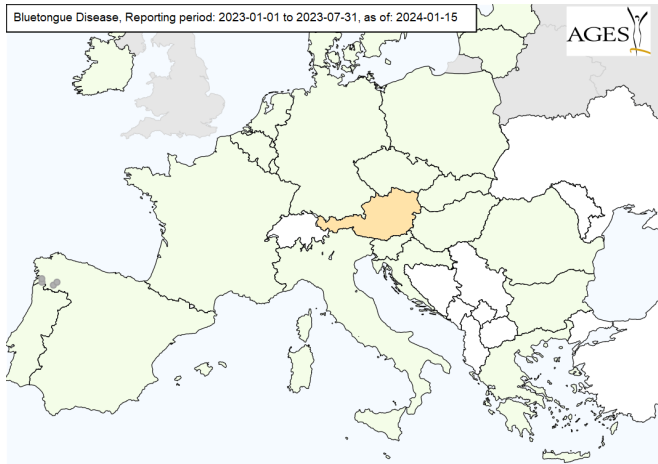 Bluetongue Disease, Reporting period: 2023-01-01 to 2023-07-31, as of: 2024-01-15
AGES